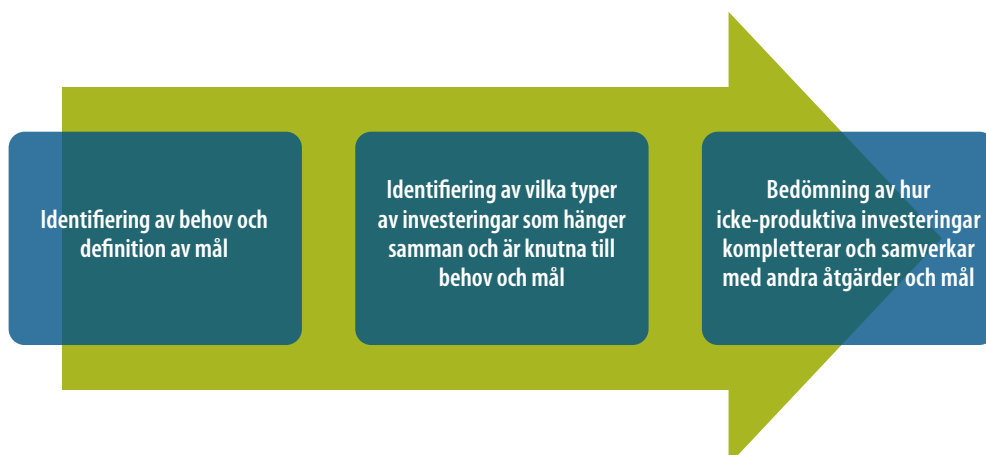 Identifiering av behov och
definition av mål
Identifiering av vilka typer
av investeringar som hänger
samman och är knutna till
behov och mål
Bedömning av hur
icke-produktiva investeringar
kompletterar och samverkar
med andra åtgärder och mål